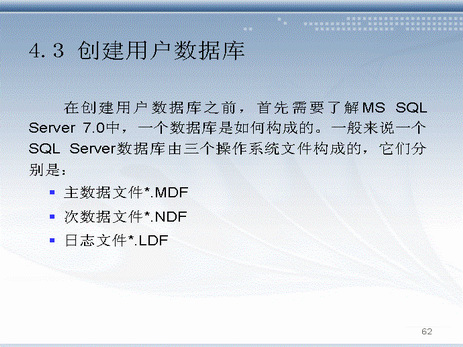 4.3 创建用户数据库
在创建用户数据库之前，首先需要了解MS SQL
Server 7.0中，一个数据库是如何构成的。一般来说一个
SQL Server数据库由三个操作系统文件构成的，它们分
别是：
主数据文件*.MDF
次数据文件*.NDF
日志文件*.LDF
62